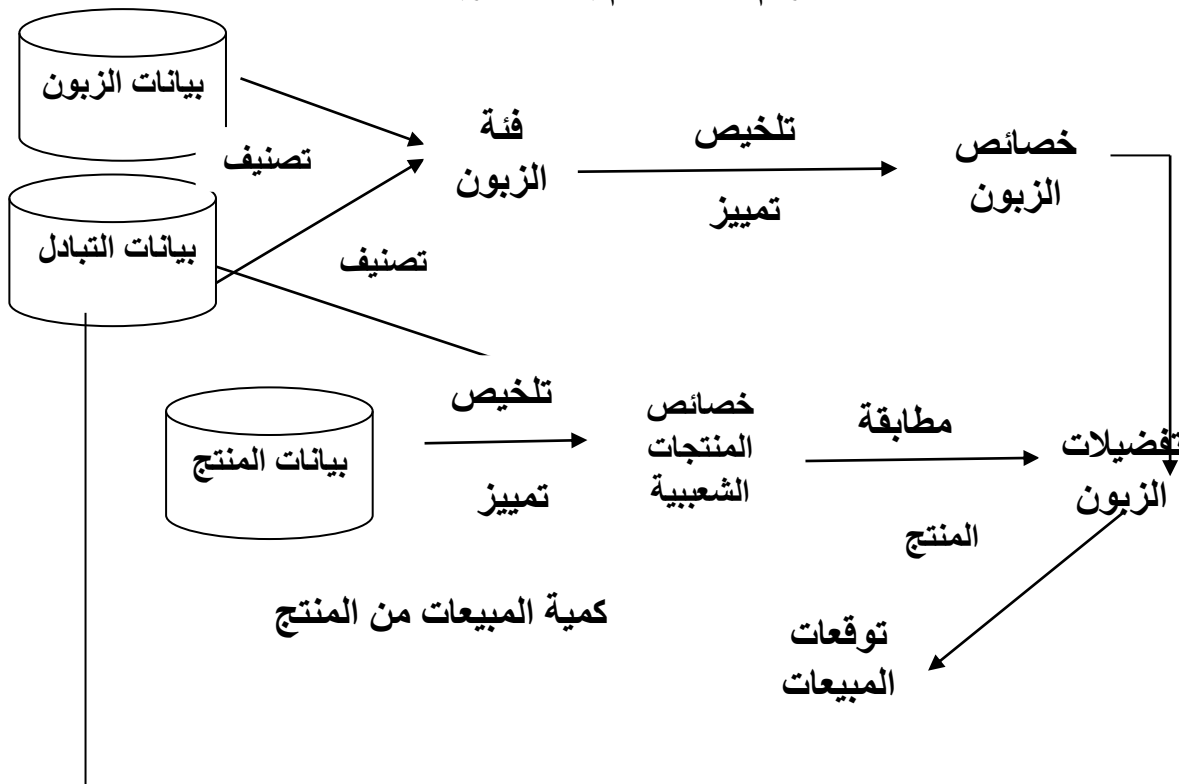 بيانات الزبون
فئة
الزبون
تلخيص
تمييز
خصائص
الزبون
تصنيف
بيانات التبادل
تصنيف
بيانات المنتج
تلخيص
تمييز
خصائص
المنتجات
الشعببية
مطابقة
المنتج
تفضيلات
الزبون
كمية المبيعات من المنتج
توقعات
المبيعات